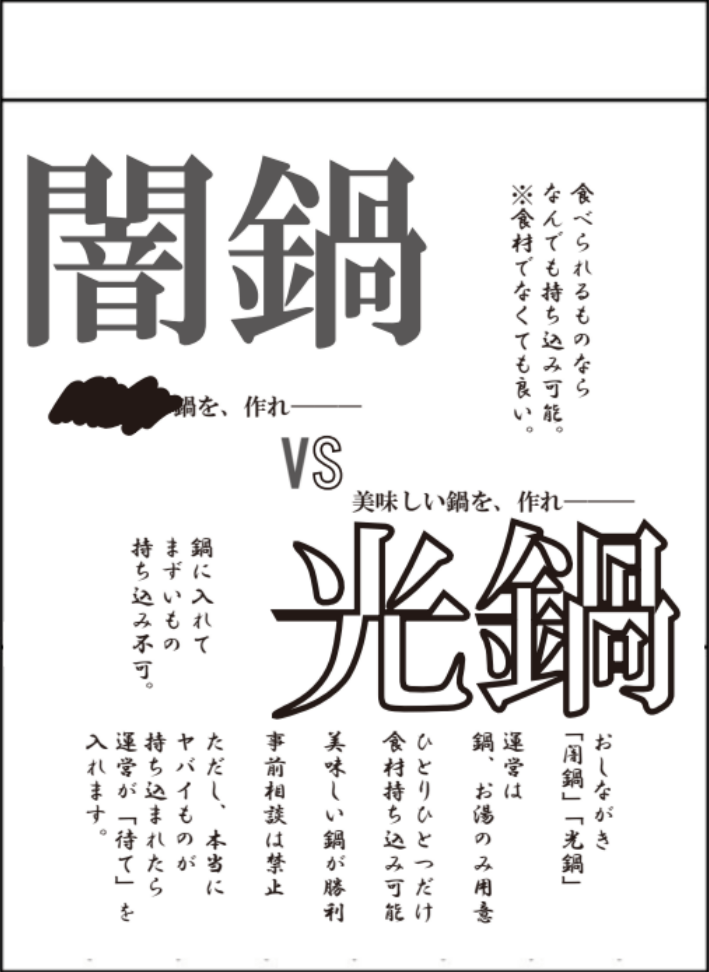 闇鍋
食べられるものなら
なんでも持ち込み可能。
※食材でなくても良い。
鍋を、作れ───
VS
美味しい鍋を、作れ───
光鍋
鍋に入れて
まずいもの
持ち込み不可。
おしながき
「闇鍋」「光鍋」
運営は
鍋、お湯のみ用意
ひとりひとつだけ
食材持ち込み可能
美味しい鍋が勝利
事前相談は禁止
ただし、本当に
ヤバイものが
持ち込まれたら
運営が「待て」を
入れます。